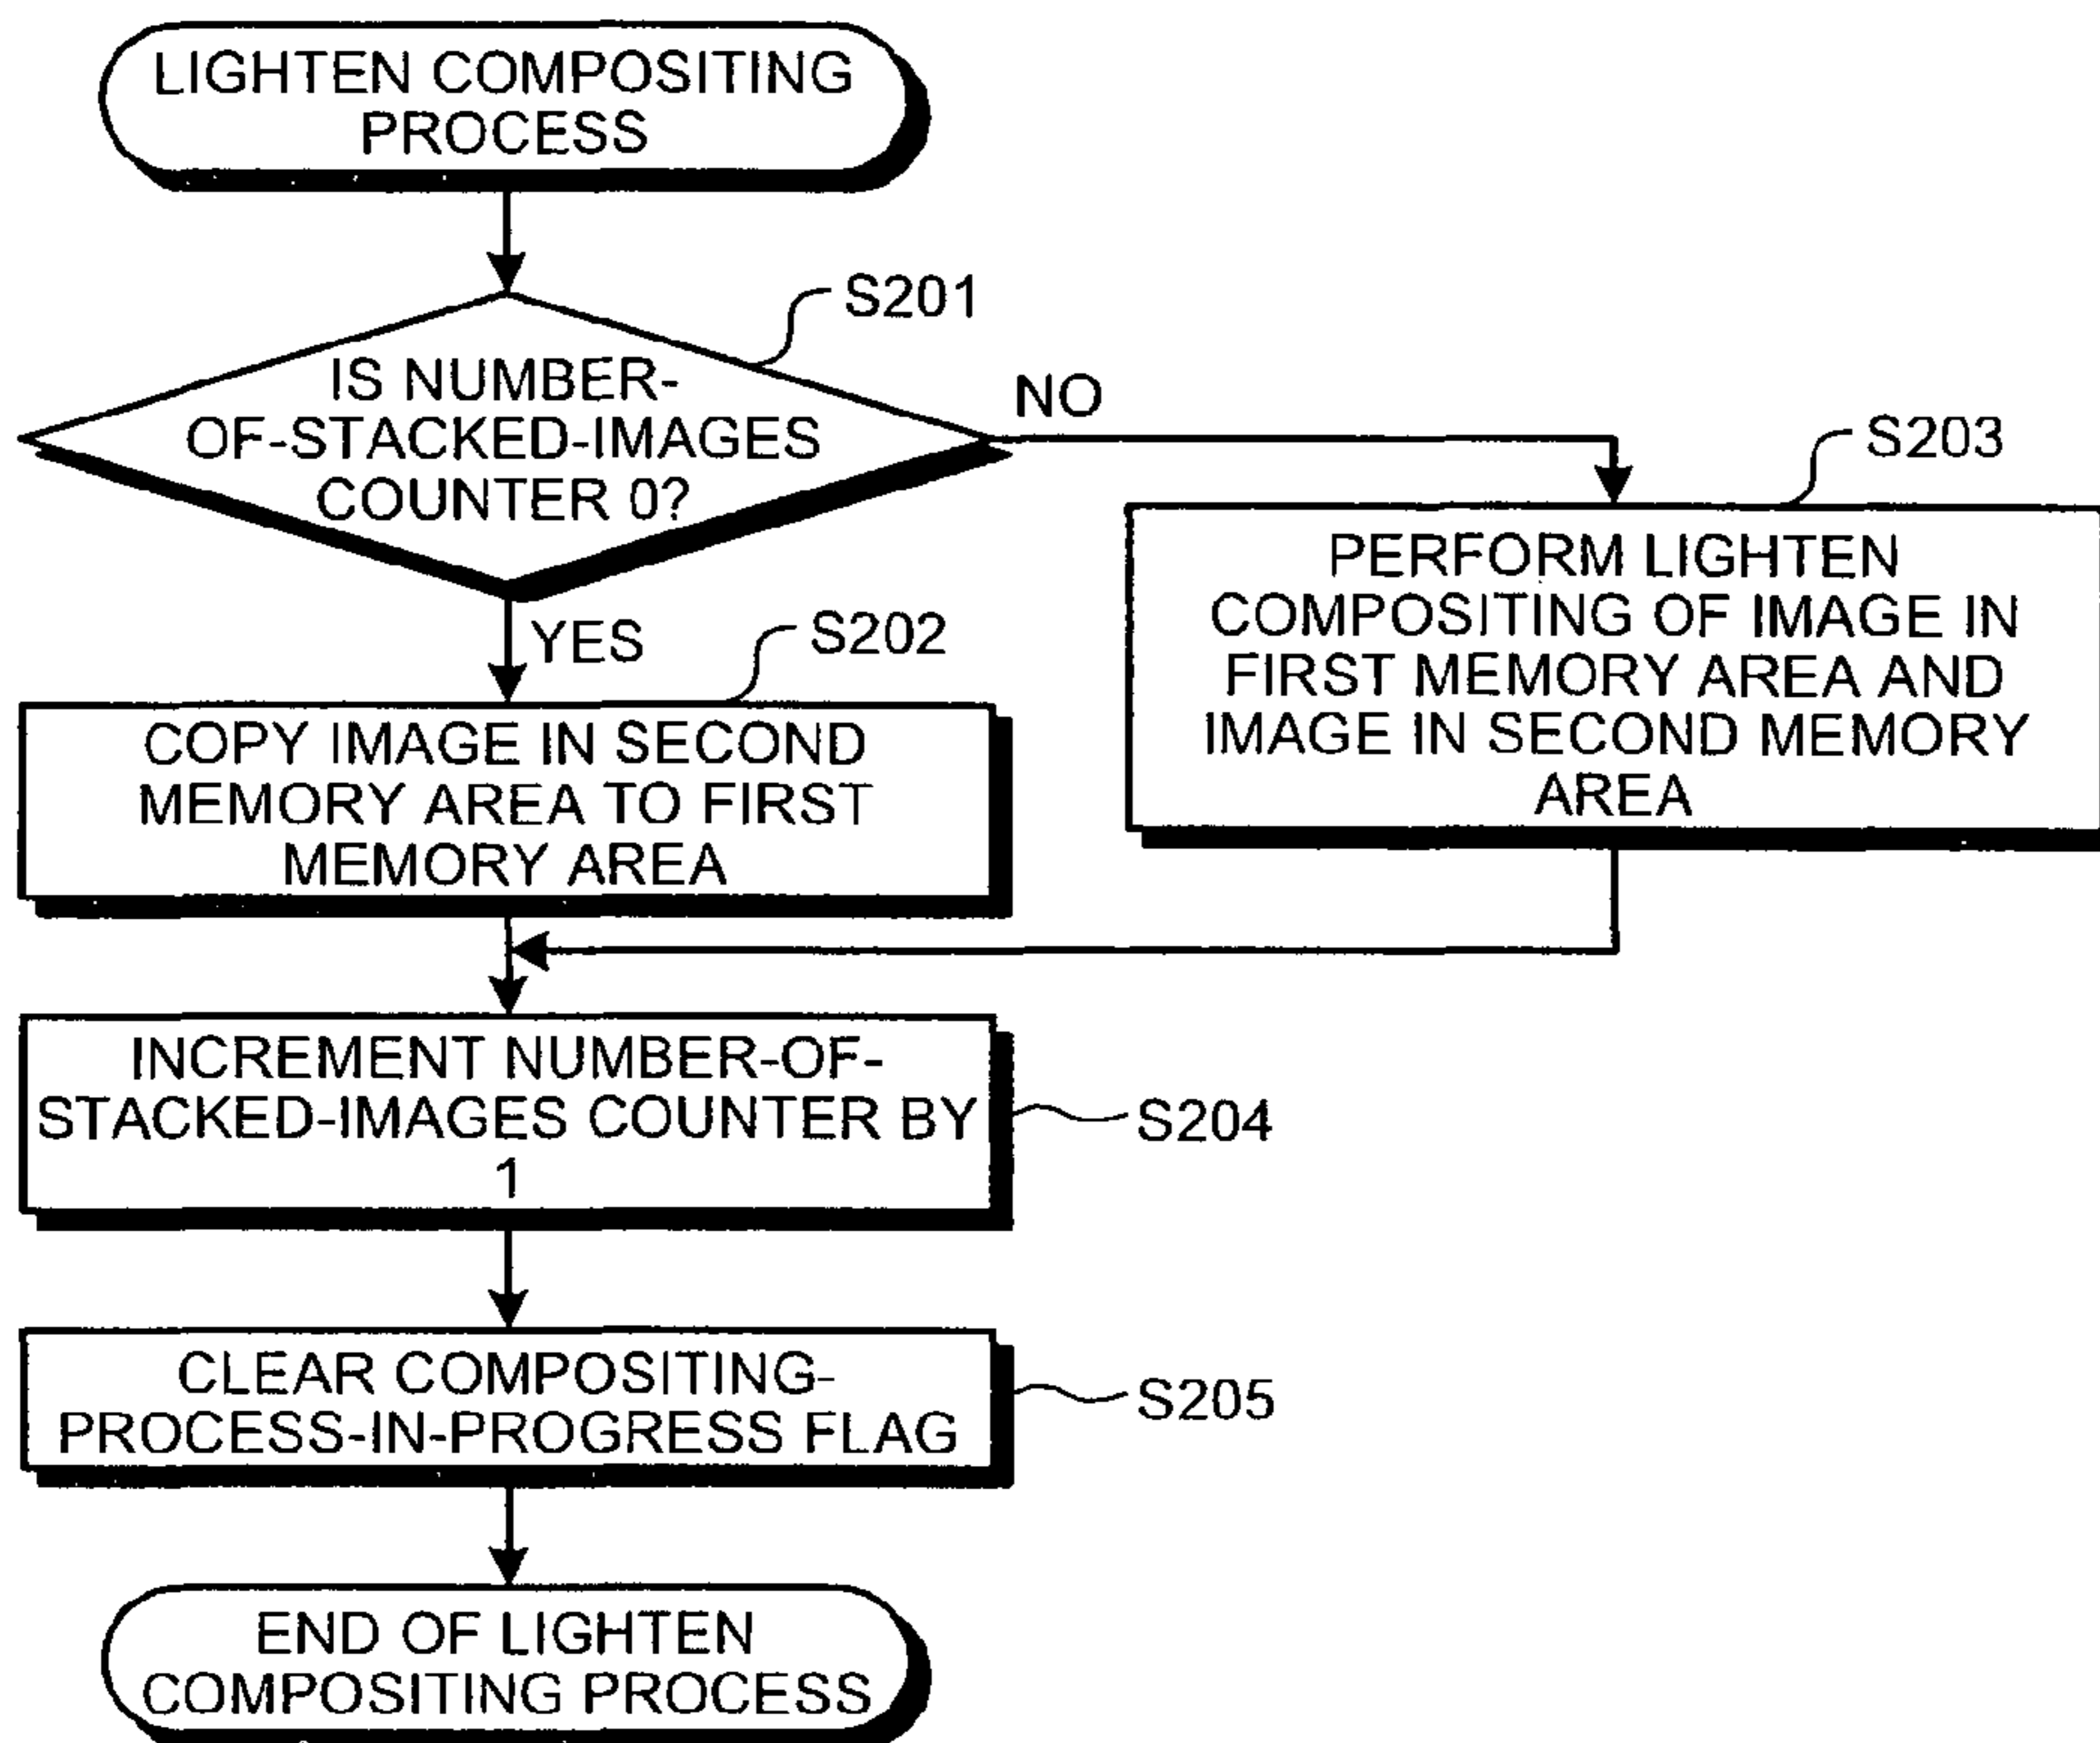 LIGHTEN COMPOSITING
PROCESS
S201
IS NUMBER-
OF-STACKED-IMAGES
COUNTER 0?
NO
YES
S202
COPY IMAGE IN SECOND
MEMORY AREA TO FIRST
MEMORY AREA
S203
PERFORM LIGHTEN
COMPOSITING OF IMAGE IN
FIRST MEMORY AREA AND
IMAGE IN SECOND MEMORY
AREA
INCREMENT NUMBER-OF-
STACKED-IMAGES COUNTER BY
1
S204
CLEAR COMPOSITING-
PROCESS-IN-PROGRESS FLAG
S205
END OF LIGHTEN
COMPOSITING PROCESS